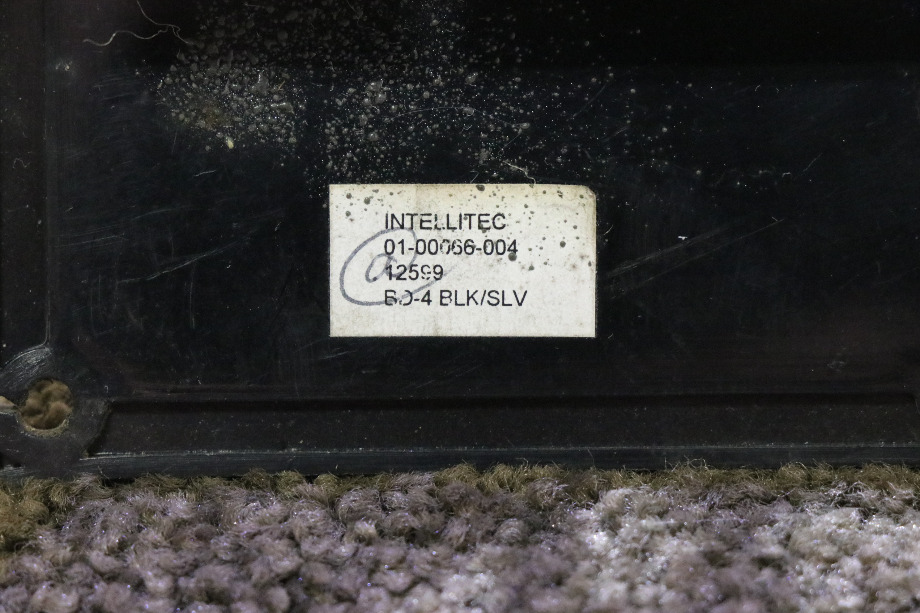 INTELLITEC
01-00066-004
12599
BD-4 BLK/SLV